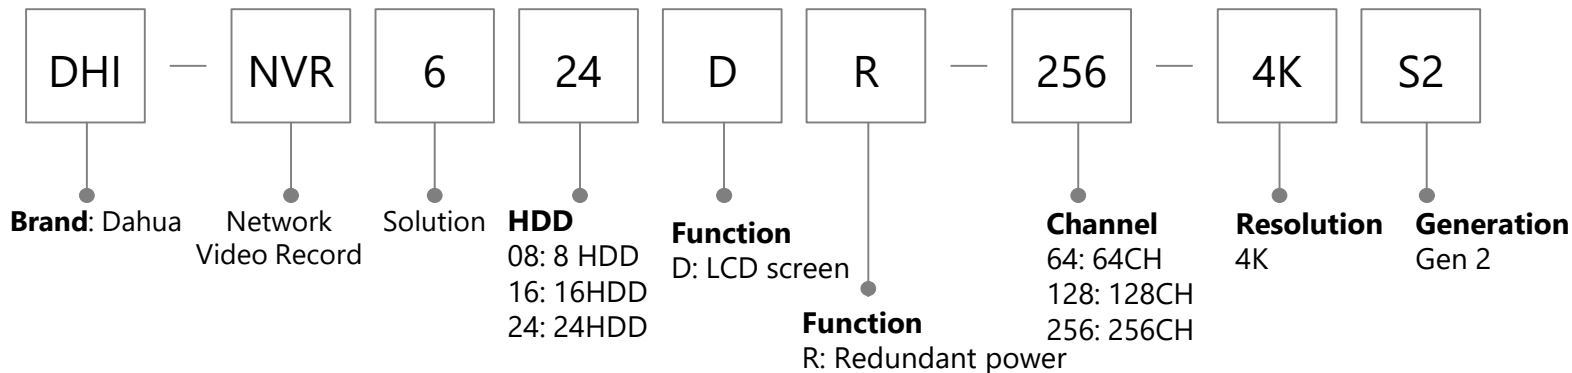 DHI — NVR 6 24 D R — 256 — 4K S2
Brand: Dahua
Network
Video Record
Solution
HDD
08: 8 HDD
16: 16HDD
24: 24HDD
Function
D: LCD screen
Function
R: Redundant power
Channel
64: 64CH
128: 128CH
256: 256CH
Resolution
4K
Generation
Gen 2